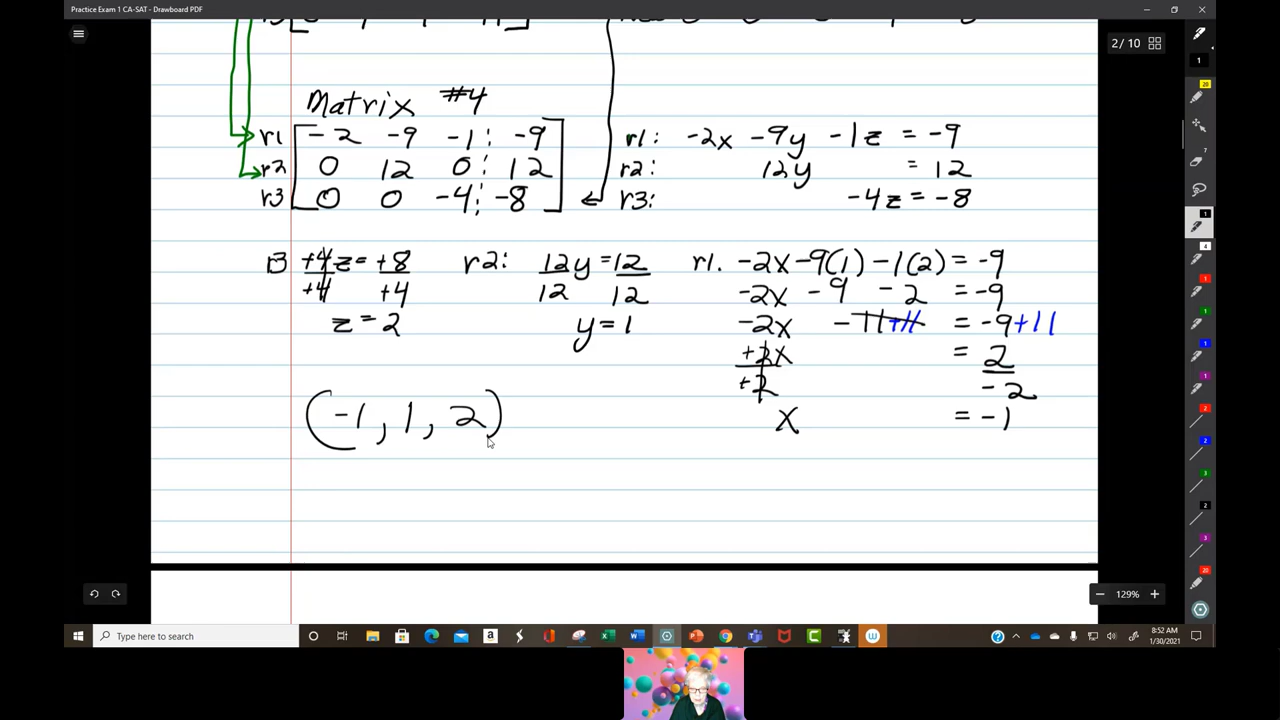 Practice Exam 1 CA-SAT - Drawboard PDF
2/10
Matrix #4
r1 -2 -9 -1 -9 r1: -2x -9y -1z = -9
r2 0 12 0 12 r2: 12y = 12
r3 0 0 -4 -8 r3: -4z = -8
+4z = +8 r2: 12y = 12 r1. -2x -9(1) -1(2) = -9
+4 +4 12 12 -2x -9 -2 = -9
z = 2 y = 1 -2x -11+11 = -9+11
+2x = 2
+2 -2
(-1, 1, 2) x = -1
129%
Type here to search
8:52 AM
1/30/2021